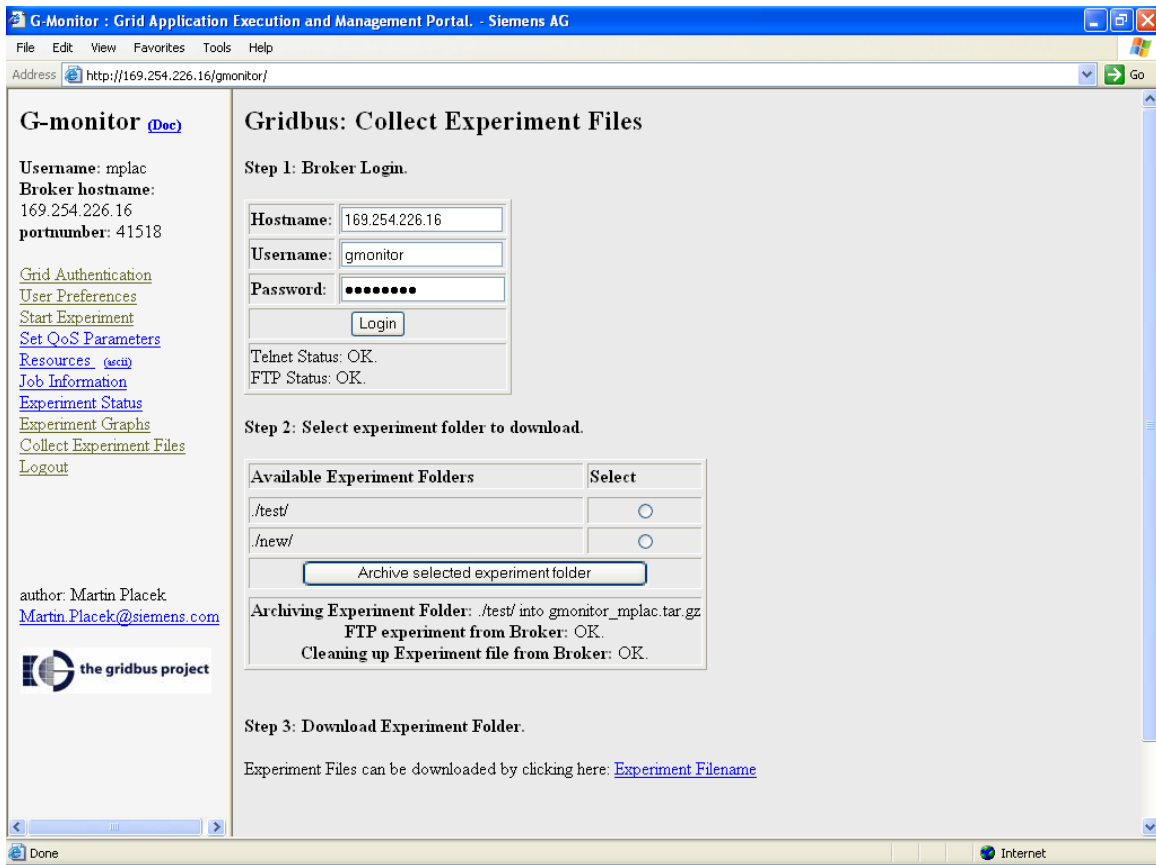 G-Monitor : Grid Application Execution and Management Portal. - Siemens AG
File Edit View Favorites Tools Help
Address http://169.254.226.16/gmonitor/ Go
G-monitor (Doc)
Username: mplac
Broker hostname:
169.254.226.16
portnumber: 41518
Grid Authentication
User Preferences
Start Experiment
Set QoS Parameters
Resources (ascii)
Job Information
Experiment Status
Experiment Graphs
Collect Experiment Files
Logout
author: Martin Placek
Martin.Placek@siemens.com
the gridbus project
Gridbus: Collect Experiment Files
Step 1: Broker Login.
Hostname: 169.254.226.16
Username: gmonitor
Password: ●●●●●●●●
Login
Telnet Status: OK.
FTP Status: OK.
Step 2: Select experiment folder to download.
Available Experiment Folders Select
./test/
./new/
Archive selected experiment folder
Archiving Experiment Folder: ./test/ into gmonitor_mplac.tar.gz
FTP experiment from Broker: OK.
Cleaning up Experiment file from Broker: OK.
Step 3: Download Experiment Folder.
Experiment Files can be downloaded by clicking here: Experiment Filename
Done Internet